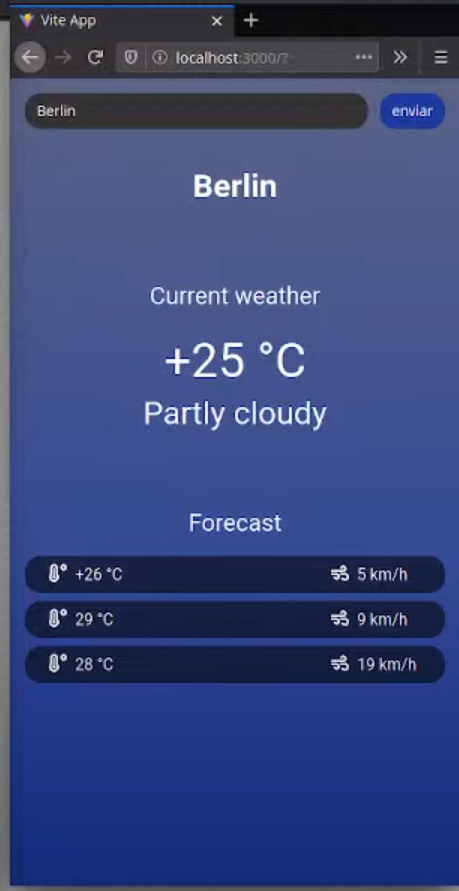 Vite App
localhost:3000/?
Berlin
enviar
Berlin
Current weather
+25 °C
Partly cloudy
Forecast
+26 °C 5 km/h
29 °C 9 km/h
28 °C 19 km/h